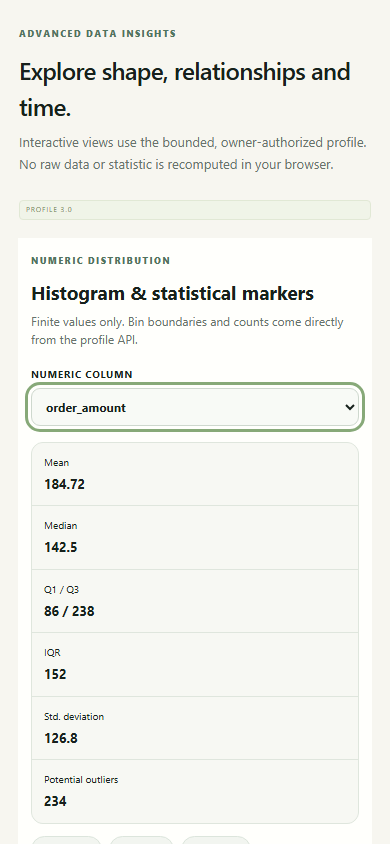 ADVANCED DATA INSIGHTS
Explore shape, relationships and
time.
Interactive views use the bounded, owner-authorized profile.
No raw data or statistic is recomputed in your browser.
PROFILE 3.0
NUMERIC DISTRIBUTION
Histogram & statistical markers
Finite values only. Bin boundaries and counts come directly
from the profile API.
NUMERIC COLUMN
order_amount
Mean
184.72
Median
142.5
Q1 / Q3
86 / 238
IQR
152
Std. deviation
126.8
Potential outliers
234